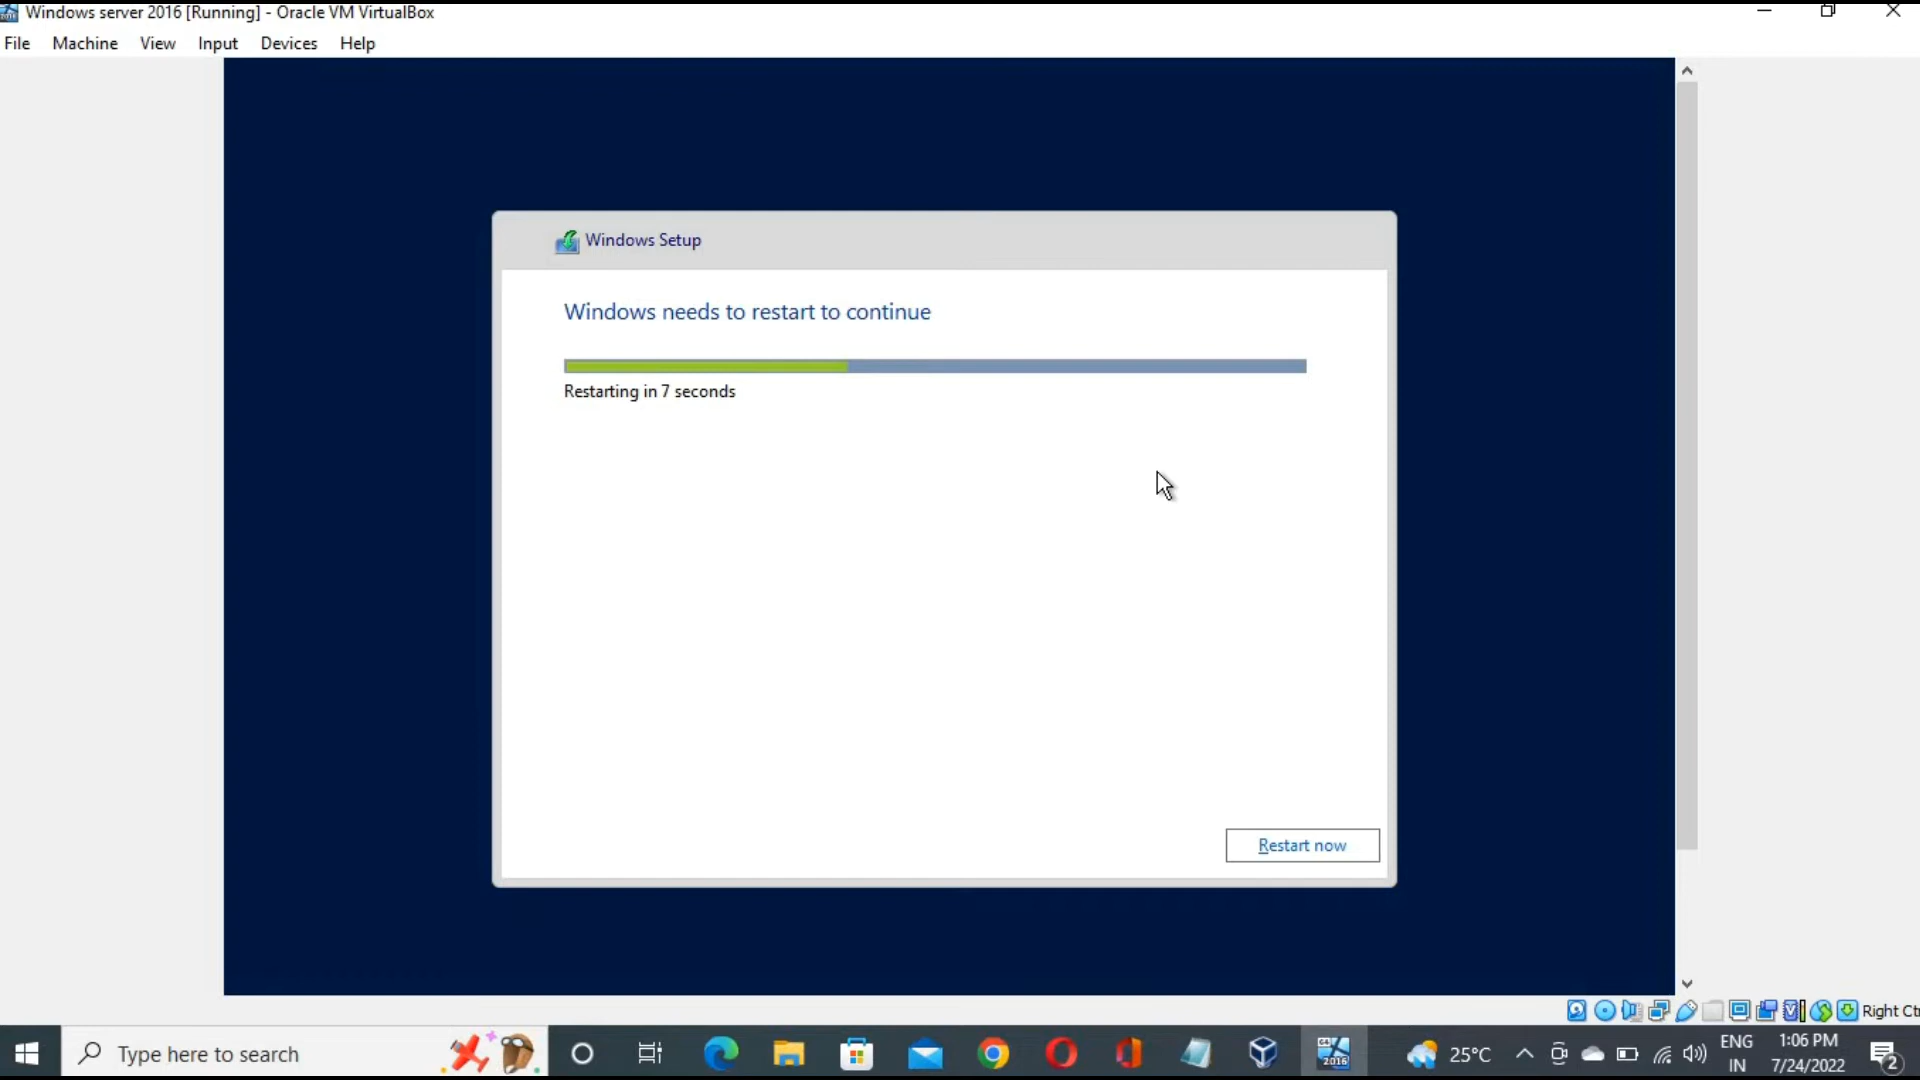 Windows server 2016 [Running] - Oracle VM VirtualBox
File Machine View Input Devices Help
Windows Setup
Windows needs to restart to continue
Restarting in 7 seconds
Restart now
Right Ct
Type here to search
2016
25°C
ENG
IN
1:06 PM
7/24/2022
2